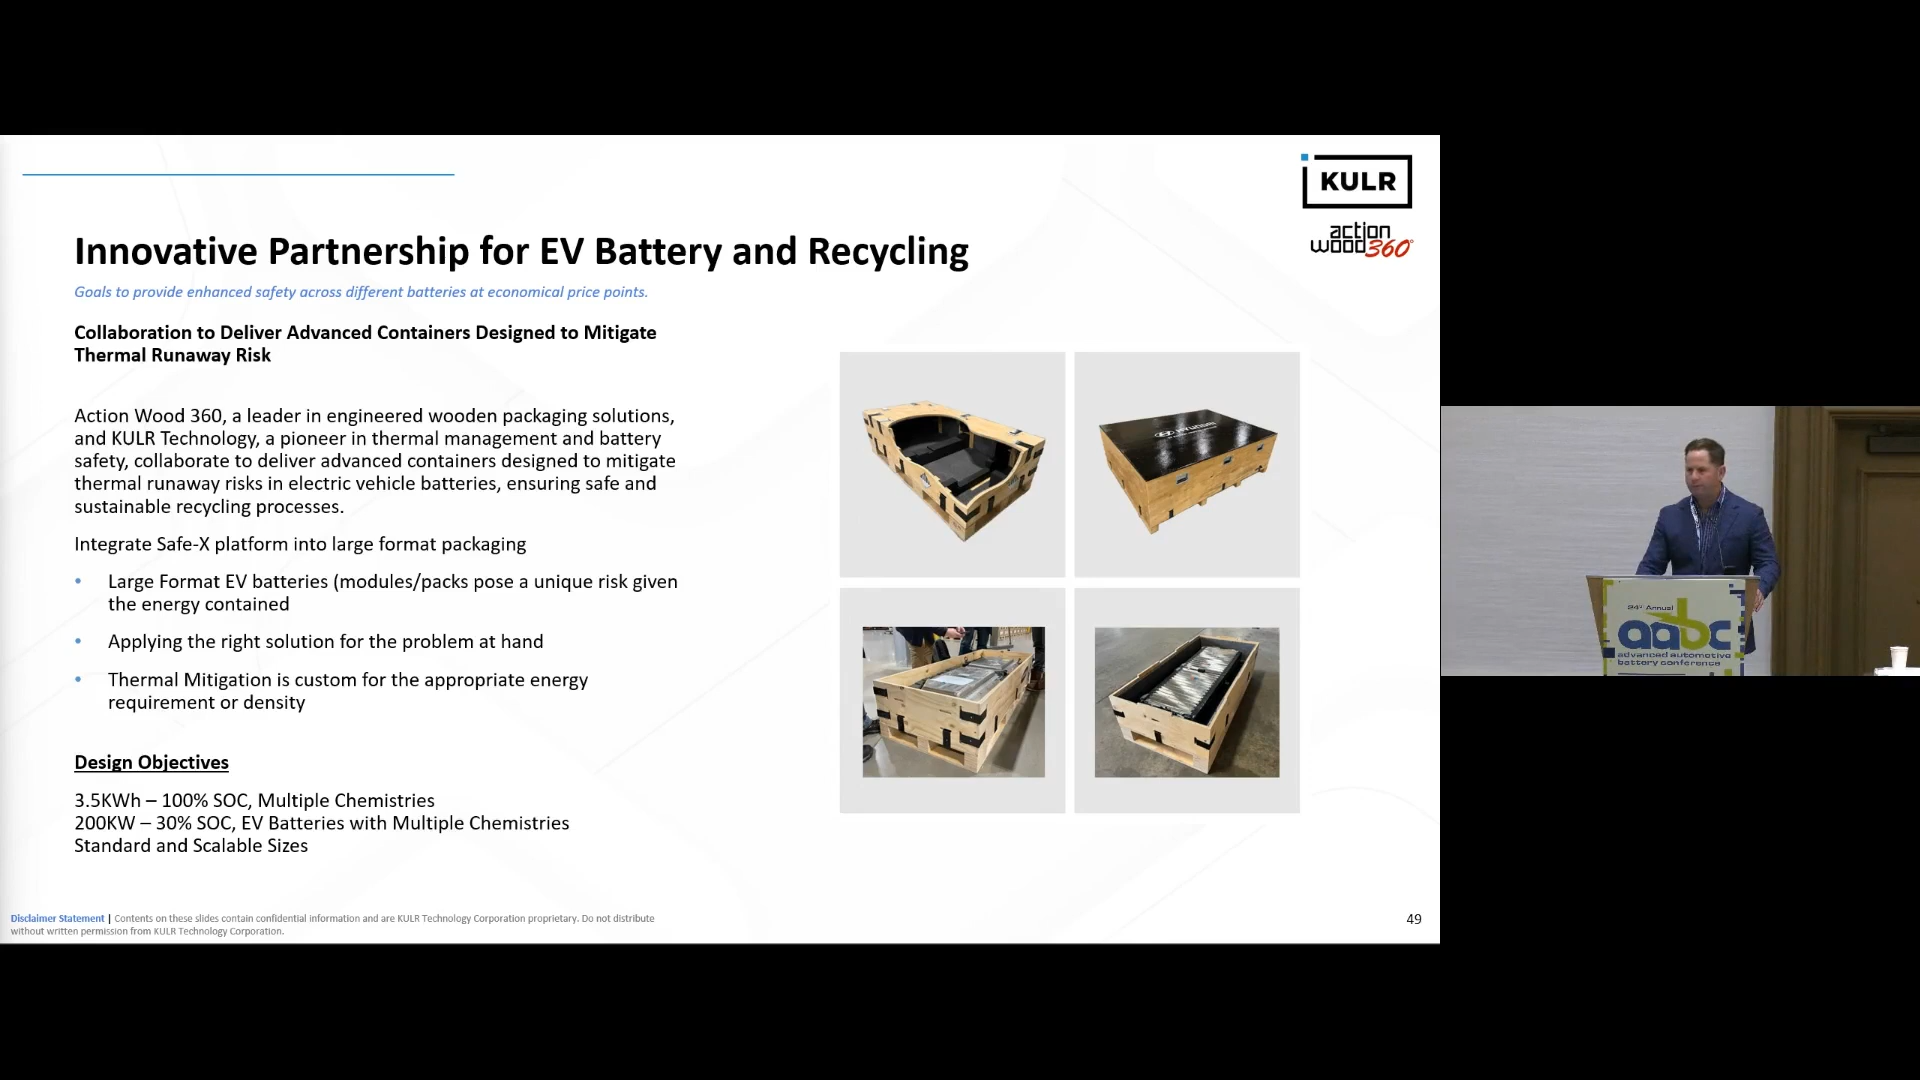 KULR
action
wood360°
Innovative Partnership for EV Battery and Recycling
Goals to provide enhanced safety across different batteries at economical price points.
Collaboration to Deliver Advanced Containers Designed to Mitigate
Thermal Runaway Risk
Action Wood 360, a leader in engineered wooden packaging solutions,
and KULR Technology, a pioneer in thermal management and battery
safety, collaborate to deliver advanced containers designed to mitigate
thermal runaway risks in electric vehicle batteries, ensuring safe and
sustainable recycling processes.
Integrate Safe-X platform into large format packaging
• Large Format EV batteries (modules/packs pose a unique risk given
the energy contained
• Applying the right solution for the problem at hand
• Thermal Mitigation is custom for the appropriate energy
requirement or density
Design Objectives
3.5KWh – 100% SOC, Multiple Chemistries
200KW – 30% SOC, EV Batteries with Multiple Chemistries
Standard and Scalable Sizes
Disclaimer Statement | Contents on these slides contain confidential information and are KULR Technology Corporation proprietary. Do not distribute
without written permission from KULR Technology Corporation.
49
HYUNDAI
24th Annual
aabc
advanced automotive
battery conference